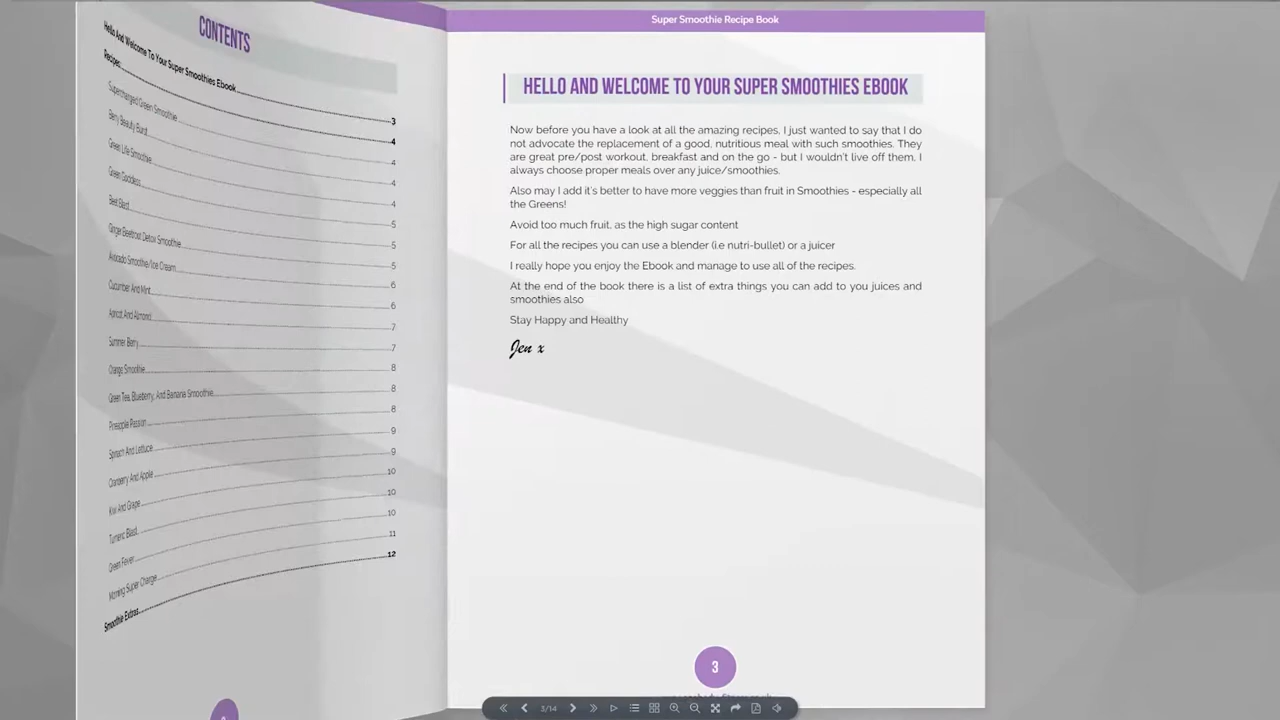 CONTENTS
Hello And Welcome To Your Super Smoothies Ebook 3
Recipes 4
Supercharged Green Smoothie 4
Berry Beauty Burst 4
Green Life Smoothie 4
Green Goddess 5
Beet Blast 5
Ginger Beetroot Detox Smoothie 5
Avocado Smoothie/Ice Cream 6
Cucumber And Mint 6
Apricot And Almond 7
Summer Berry 7
Orange Smoothie 8
Green Tea, Blueberry, And Banana Smoothie 8
Pineapple Passion 8
Spinach And Lettuce 9
Cranberry And Apple 9
Kiwi And Grape 10
Turmeric Blast 10
Green Fever 10
Morning Super Charge 11
Smoothie Extras 12
Super Smoothie Recipe Book
HELLO AND WELCOME TO YOUR SUPER SMOOTHIES EBOOK
Now before you have a look at all the amazing recipes, I just wanted to say that I do
not advocate the replacement of a good, nutritious meal with such smoothies. They
are great pre/post workout, breakfast and on the go - but I wouldn't live off them. I
always choose proper meals over any juice/smoothies.
Also may I add it's better to have more veggies than fruit in Smoothies - especially all
the Greens!
Avoid too much fruit, as the high sugar content
For all the recipes you can use a blender (i.e nutri-bullet) or a juicer
I really hope you enjoy the Ebook and manage to use all of the recipes.
At the end of the book there is a list of extra things you can add to you juices and
smoothies also
Stay Happy and Healthy
Jen x
3
3/14